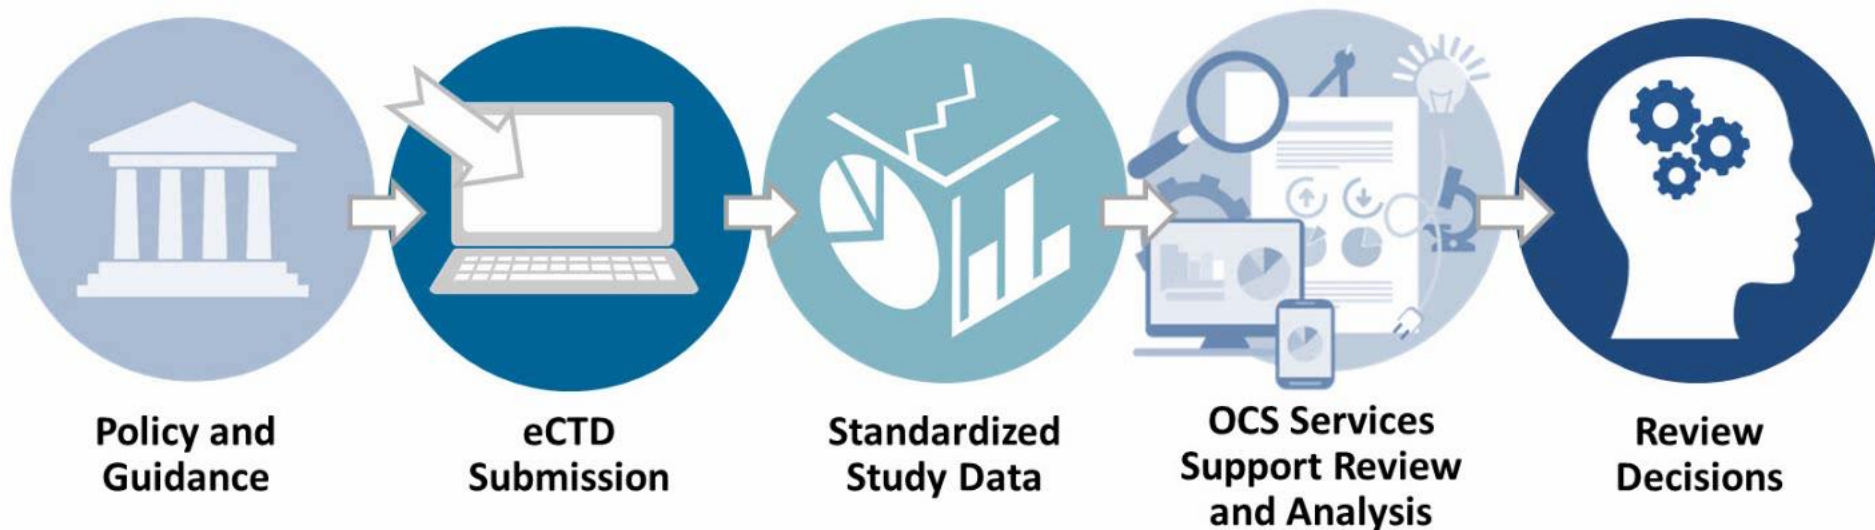 Policy and
Guidance
eCTD
Submission
Standardized
Study Data
OCS Services
Support Review
and Analysis
Review
Decisions